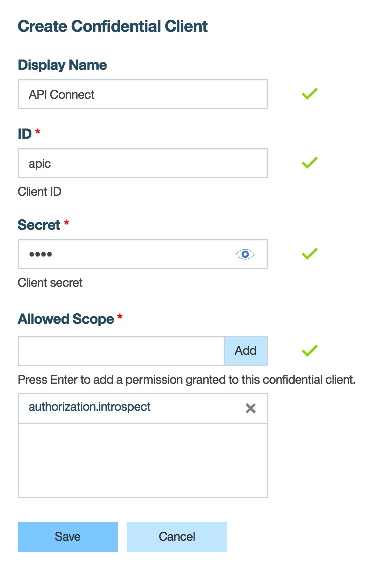 Create Confidential Client
Display Name
API Connect
ID *
apic
Client ID
Secret *
••••
Client secret
Allowed Scope *
Add
Press Enter to add a permission granted to this confidential client.
authorization.introspect
Save Cancel